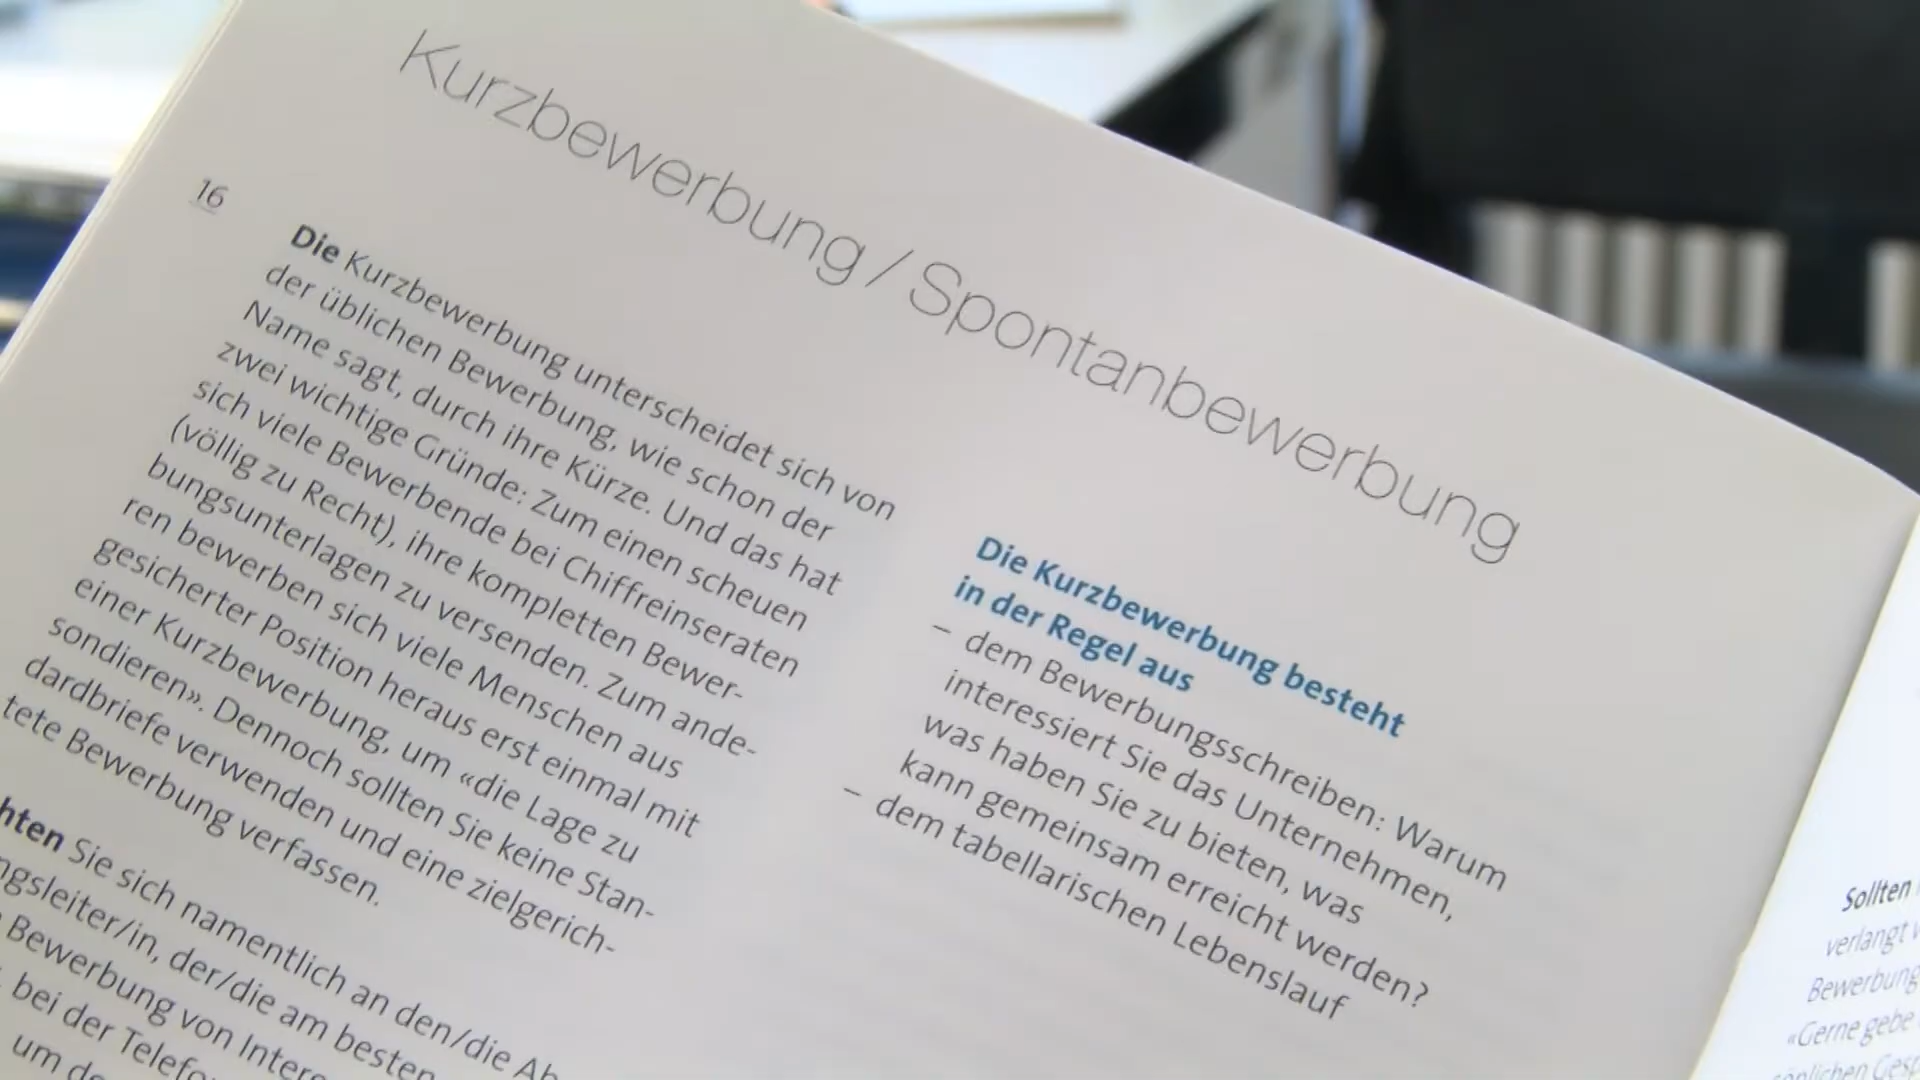 Kurzbewerbung / Spontanbewerbung
16
Die Kurzbewerbung unterscheidet sich von
der üblichen Bewerbung, wie schon der
Name sagt, durch ihre Kürze. Und das hat
zwei wichtige Gründe: Zum einen scheuen
sich viele Bewerbende bei Chiffreinseraten
(völlig zu Recht), ihre kompletten Bewer-
bungsunterlagen zu versenden. Zum ande-
ren bewerben sich viele Menschen aus
gesicherter Position heraus erst einmal mit
einer Kurzbewerbung, um «die Lage zu
sondieren». Dennoch sollten Sie keine Stan-
dardbriefe verwenden und eine zielgerich-
tete Bewerbung verfassen.
hten Sie sich namentlich an den/die Ab
ngsleiter/in, der/die am besten
Bewerbung von Inter
bei der Telefo
um de
Die Kurzbewerbung besteht
in der Regel aus
– dem Bewerbungsschreiben: Warum
interessiert Sie das Unternehmen,
was haben Sie zu bieten, was
kann gemeinsam erreicht werden?
– dem tabellarischen Lebenslauf
Sollten
verlangt
Bewerbung
«Gerne gebe